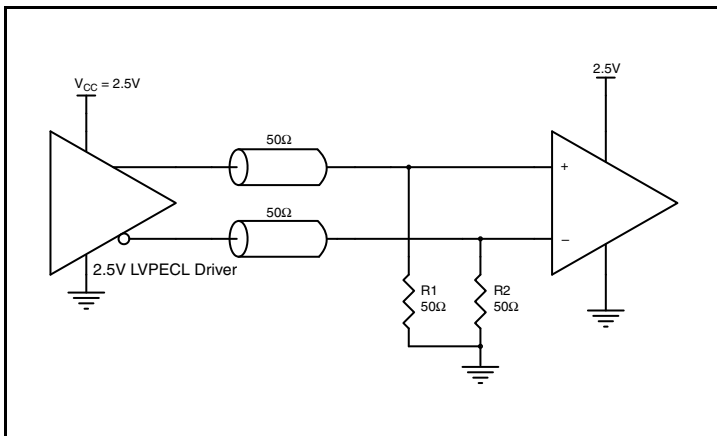 V_CC = 2.5V
2.5V
50Ω
50Ω
+
−
2.5V LVPECL Driver
R1
50Ω
R2
50Ω